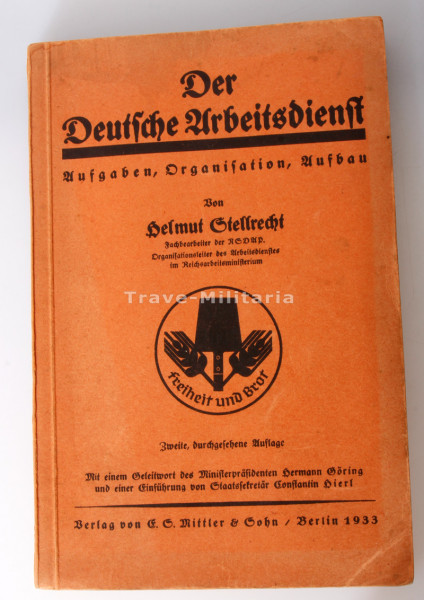 Der
Deutsche Arbeitsdienst
Aufgaben, Organisation, Aufbau
Von
Helmut Stellrecht
Fachbearbeiter der NSDAP.
Organisationsleiter des Arbeitsdienstes
im Reichsarbeitsministerium
Trave-Militaria
Freiheit und Brot
Zweite, durchgesehene Auflage
Mit einem Geleitwort des Ministerpräsidenten Hermann Göring
und einer Einführung von Staatssekretär Constantin Hierl
Verlag von E. S. Mittler & Sohn / Berlin 1933